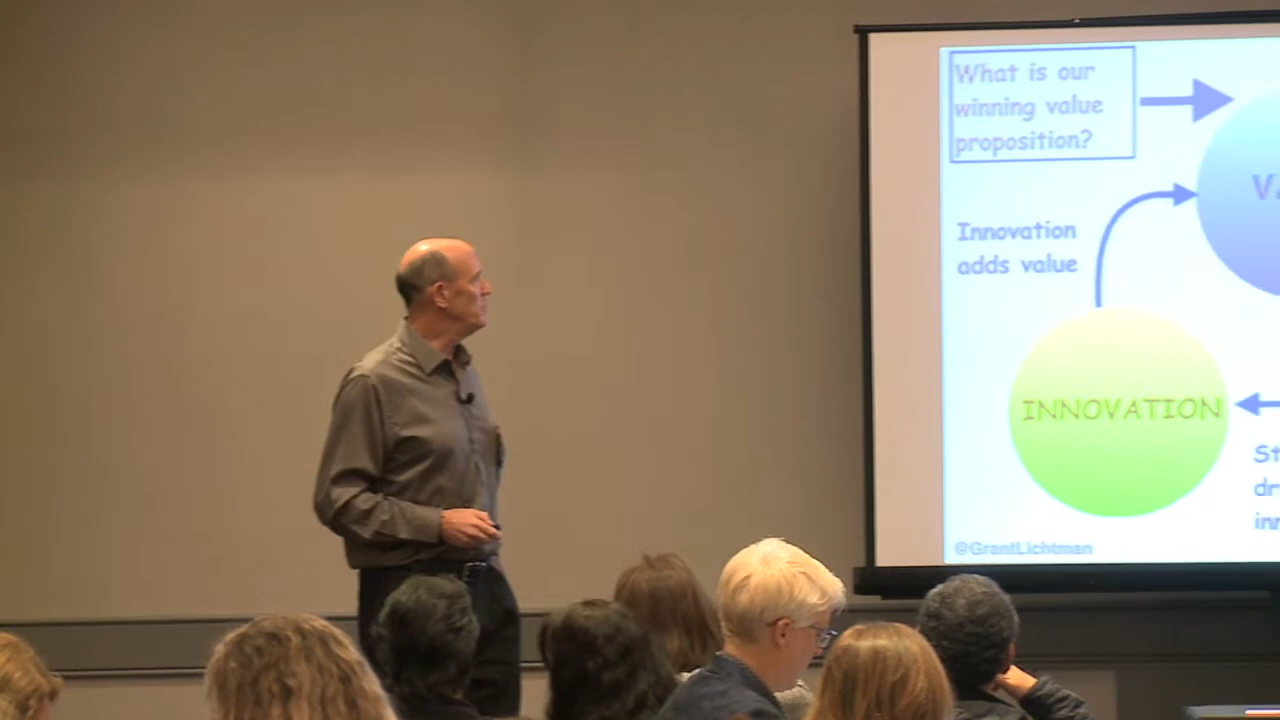 What is our
winning value
proposition?
Innovation
adds value
INNOVATION
@GrantLichtman